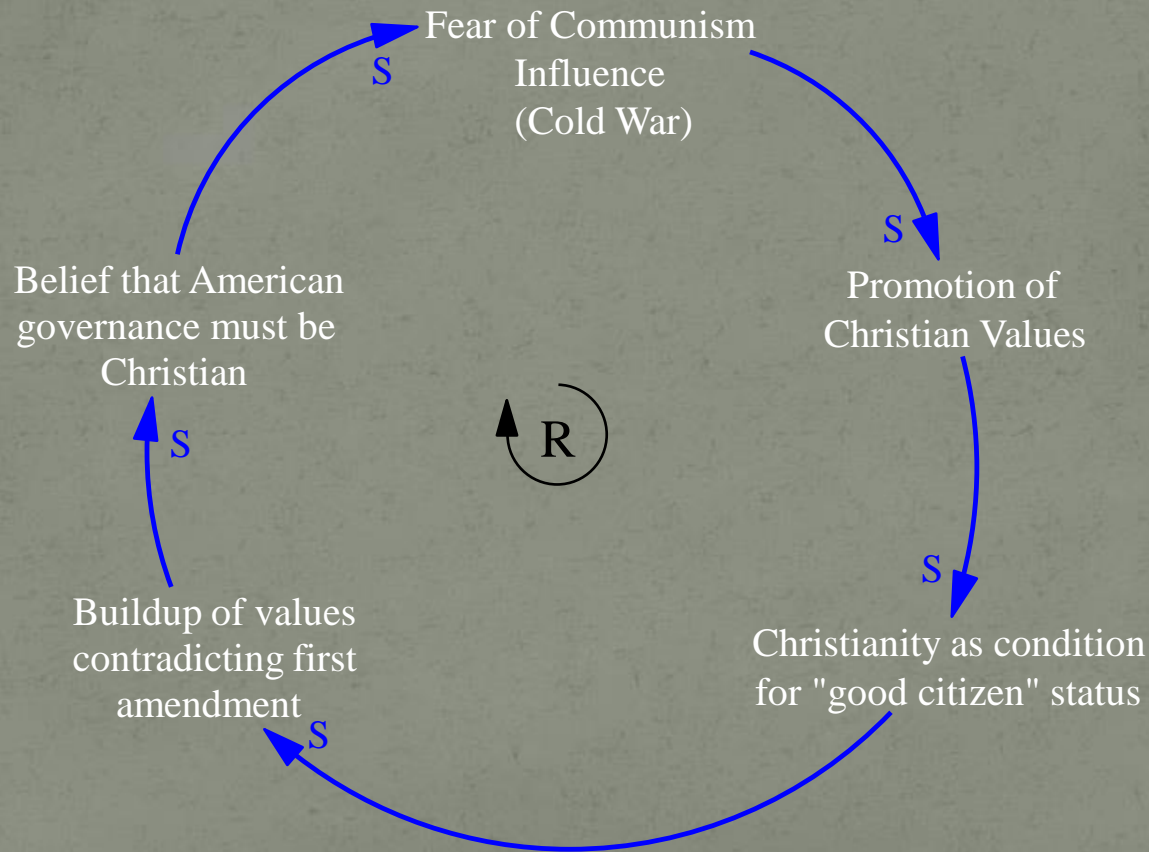 Fear of Communism
Influence
(Cold War)
S
S
Promotion of
Christian Values
S
Christianity as condition
for "good citizen" status
S
Buildup of values
contradicting first
amendment
S
Belief that American
governance must be
Christian
R